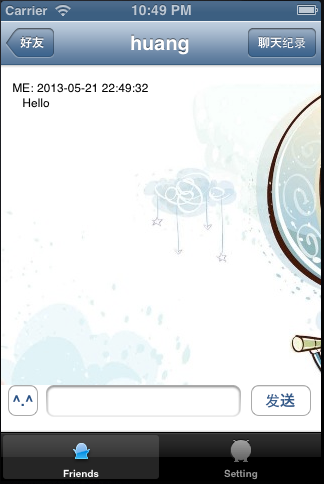 Carrier 10:49 PM
好友 huang 聊天纪录
ME: 2013-05-21 22:49:32
Hello
^.^ 发送
Friends Setting